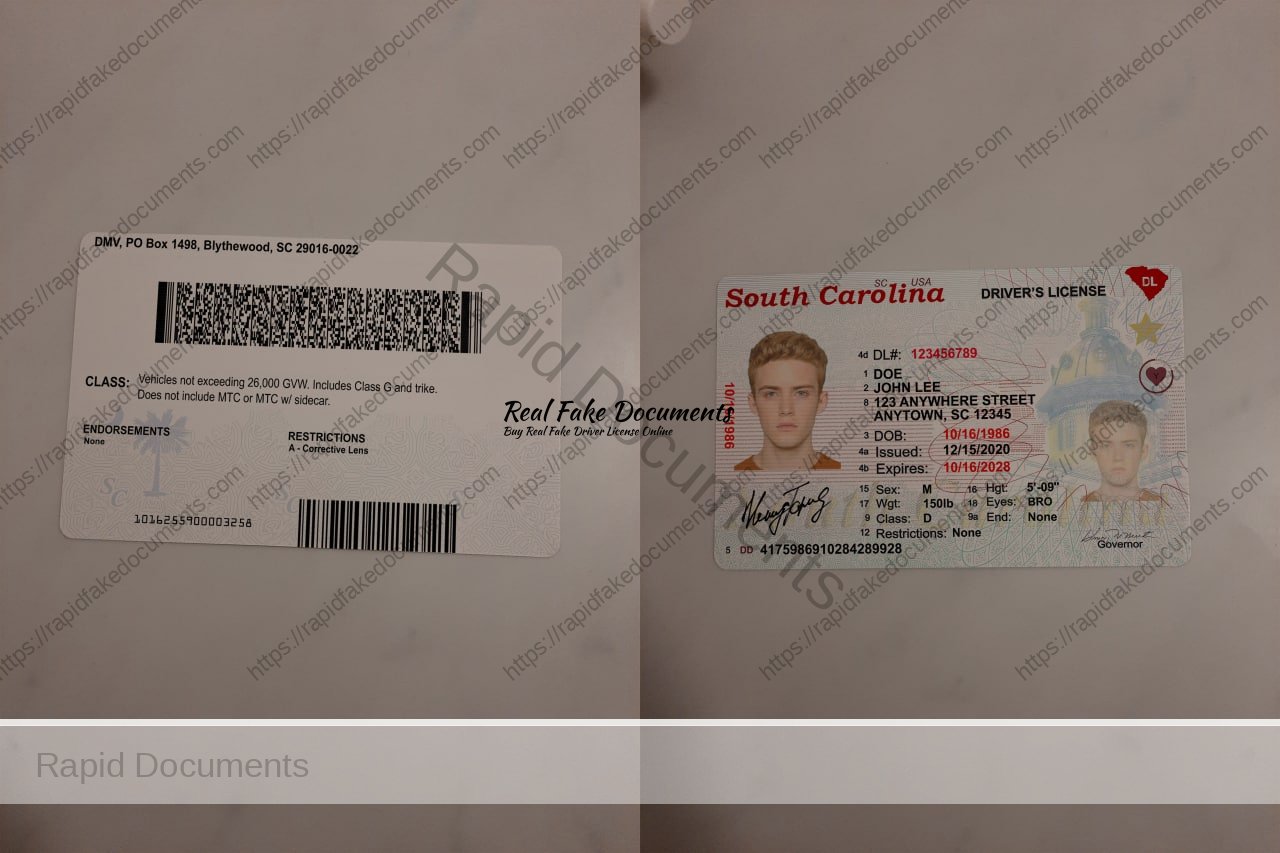 DMV, PO Box 1498, Blythewood, SC 29016-0022
CLASS: Vehicles not exceeding 26,000 GVW. Includes Class G and trike.
Does not include MTC or MTC w/ sidecar.
ENDORSEMENTS
None
RESTRICTIONS
A - Corrective Lens
SC
1016255900003258
SC USA
South Carolina
DRIVER'S LICENSE
DL
4d DL#: 123456789
1 DOE
2 JOHN LEE
8 123 ANYWHERE STREET
ANYTOWN, SC 12345
3 DOB: 10/16/1986
4a Issued: 12/15/2020
4b Expires: 10/16/2028
15 Sex: M 16 Hgt: 5'-09"
17 Wgt: 150lb 18 Eyes: BRO
9 Class: D 9a End: None
12 Restrictions: None
5 DD 4175986910284289928
Governor
Real Fake Documents
Buy Real Fake Driver License Online
Rapid Documents
https://rapidfakedocuments.com
Rapid Documents